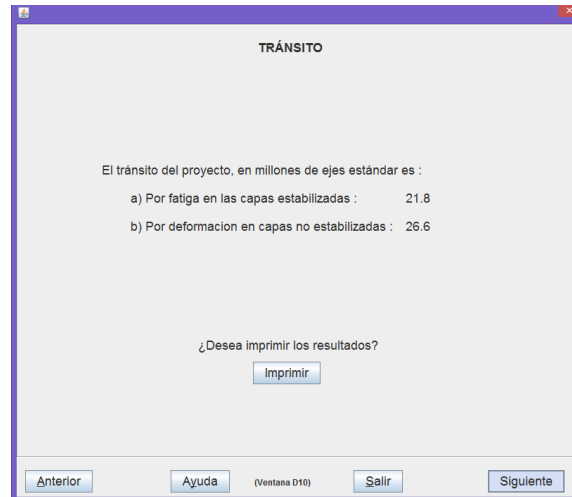 TRÁNSITO
El tránsito del proyecto, en millones de ejes estándar es :
a) Por fatiga en las capas estabilizadas : 21.8
b) Por deformacion en capas no estabilizadas : 26.6
¿Desea imprimir los resultados?
Imprimir
Anterior Ayuda (Ventana D10) Salir Siguiente